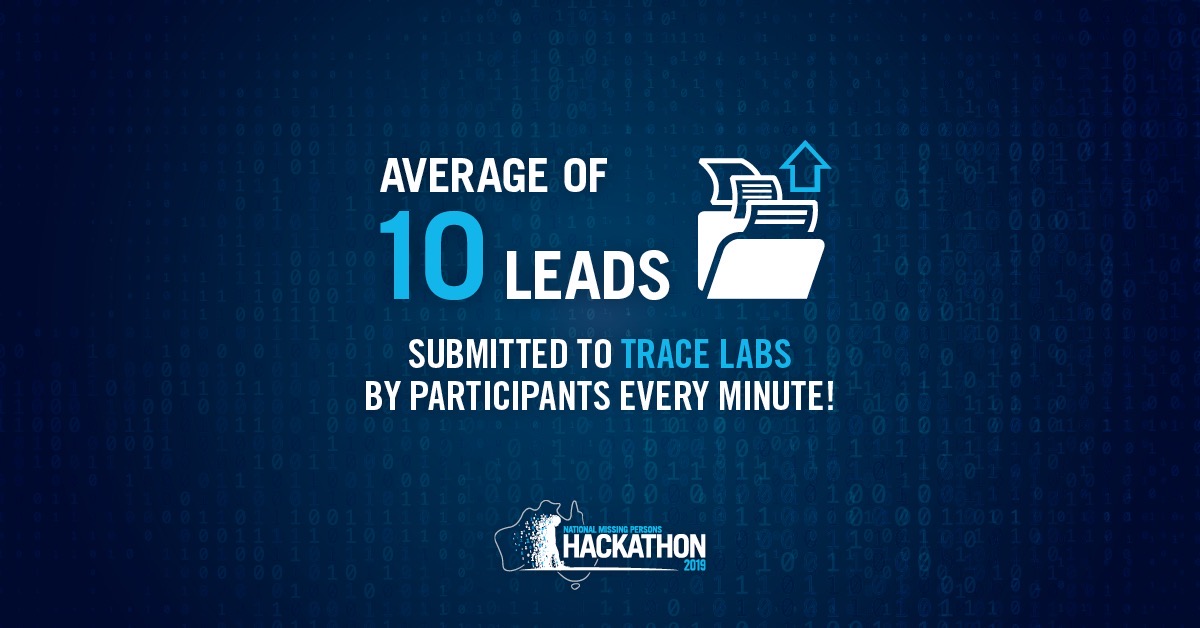 AVERAGE OF
10 LEADS
SUBMITTED TO TRACE LABS
BY PARTICIPANTS EVERY MINUTE!
NATIONAL MISSING PERSONS
HACKATHON
2019